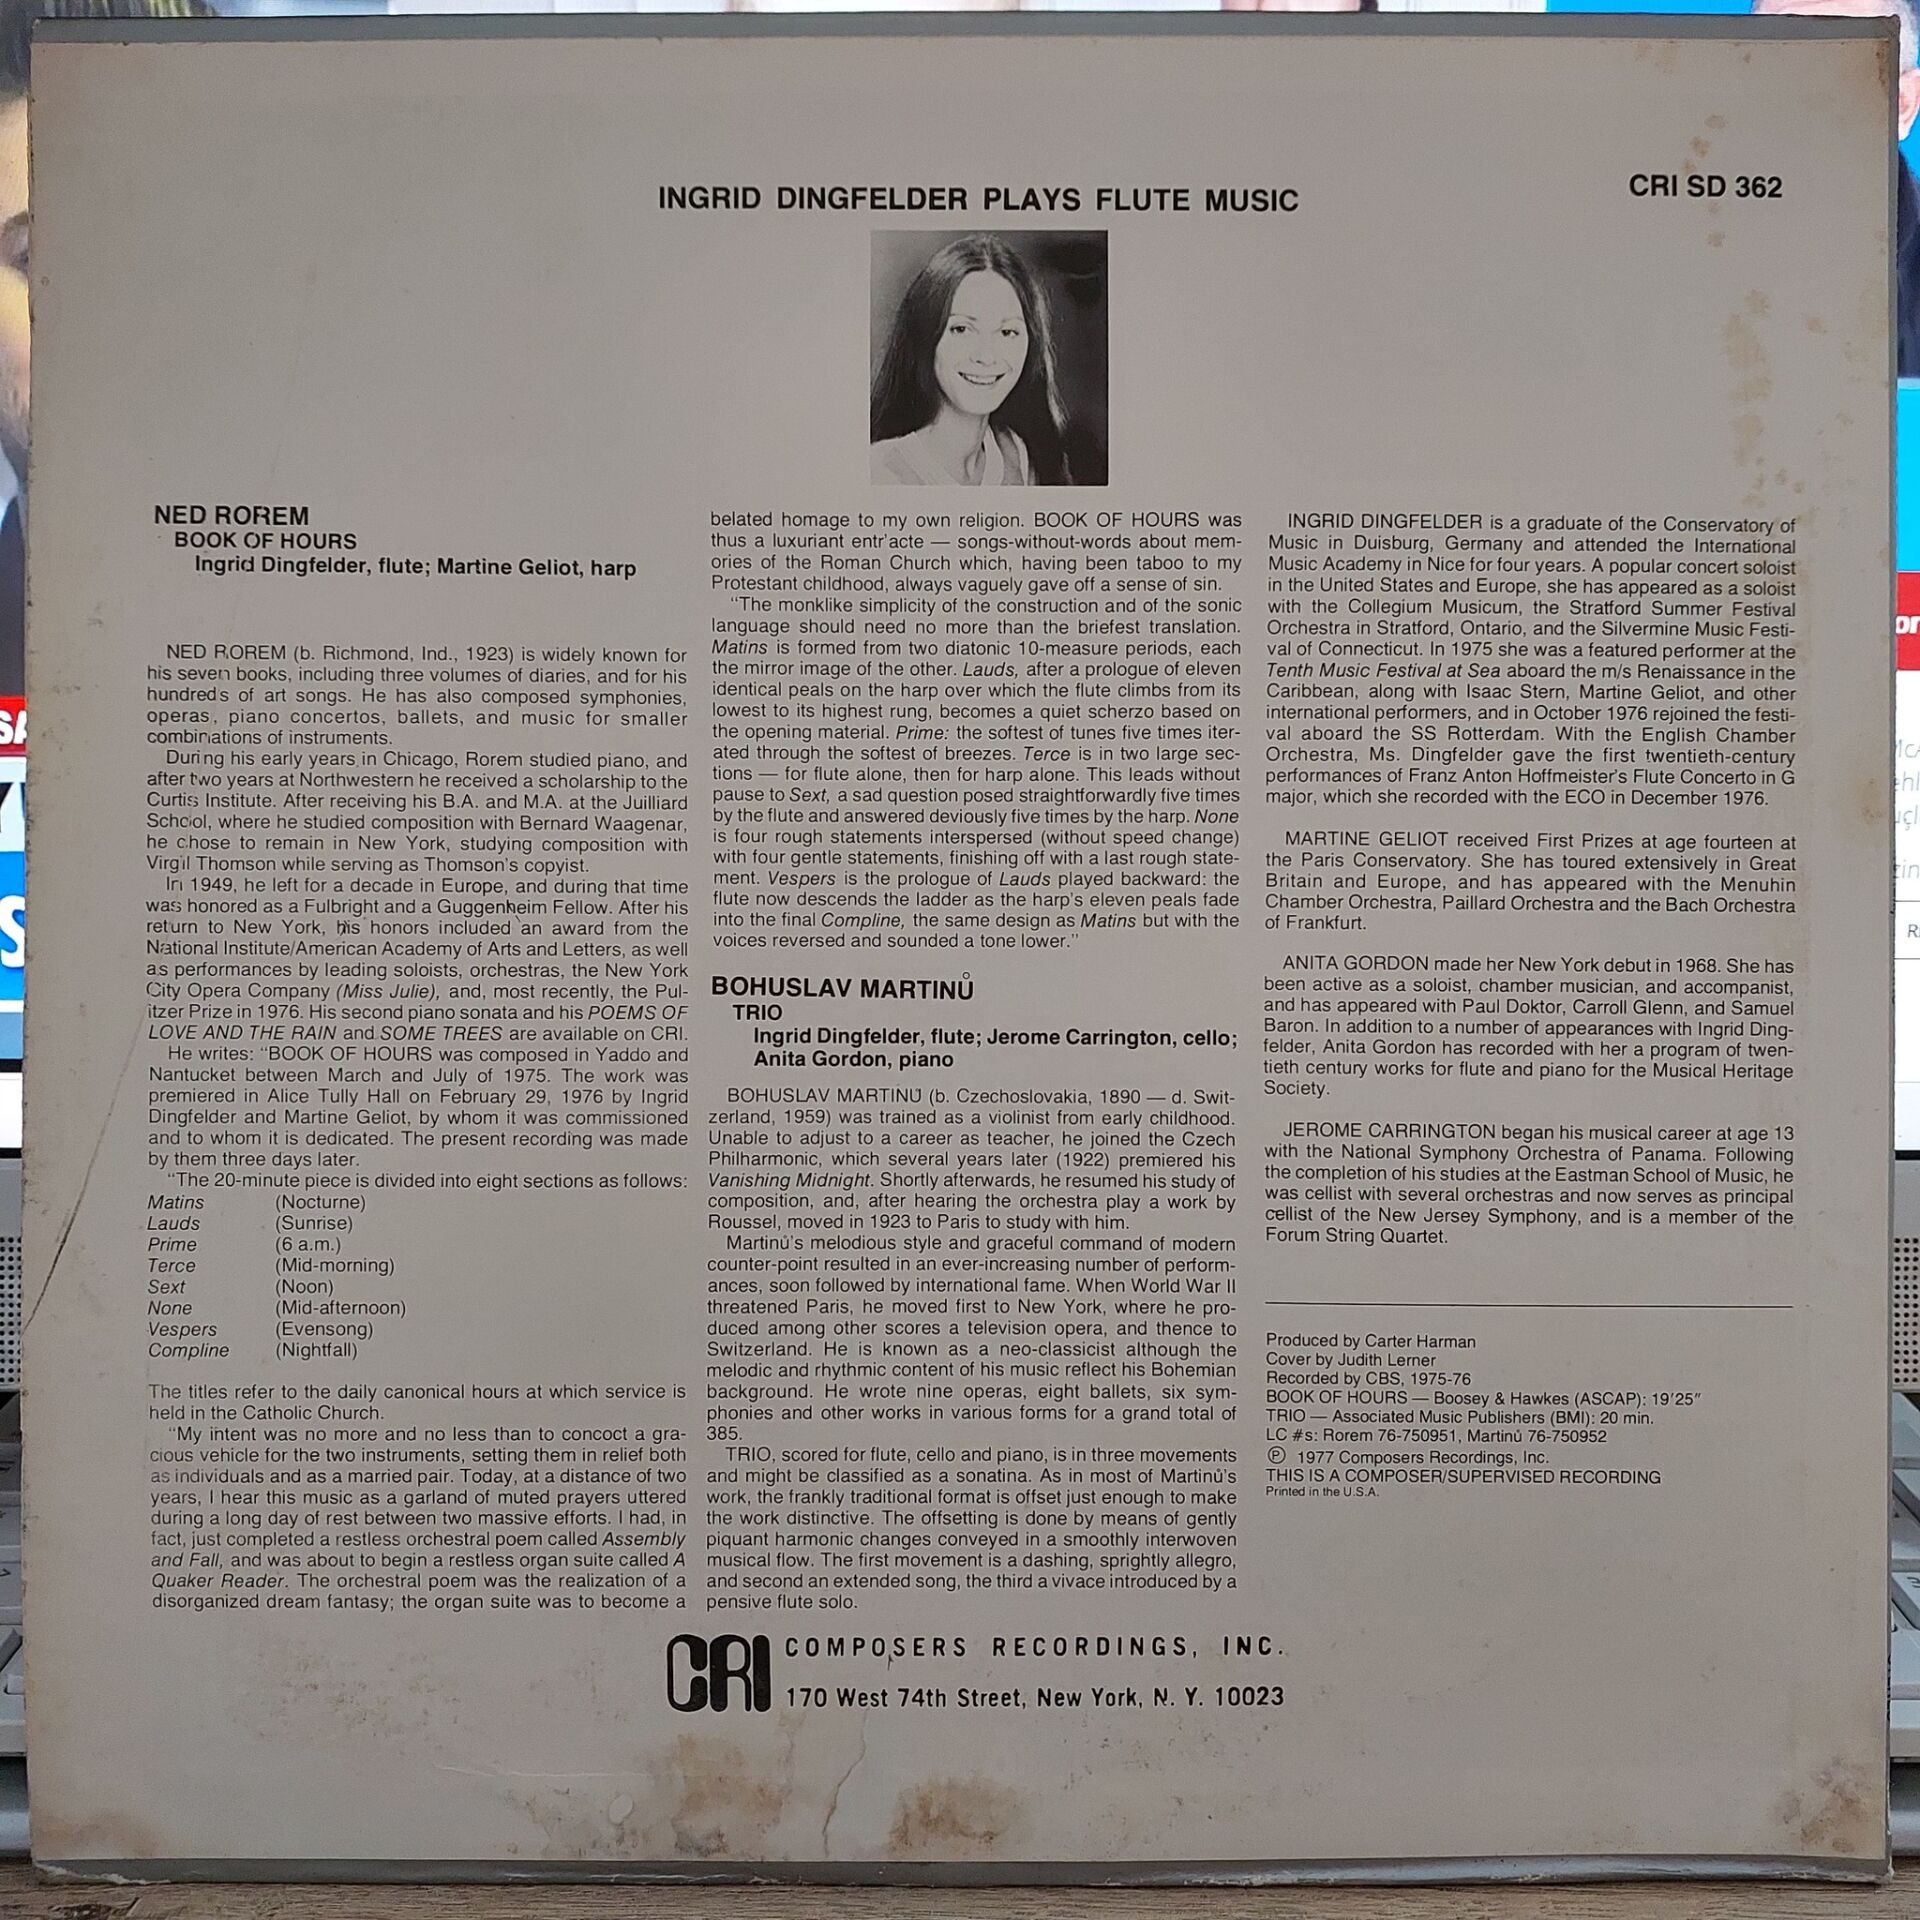 INGRID DINGFELDER PLAYS FLUTE MUSIC
CRI SD 362
NED ROREM
BOOK OF HOURS
Ingrid Dingfelder, flute; Martine Geliot, harp
NED ROREM (b. Richmond, Ind., 1923) is widely known for
his seven books, including three volumes of diaries, and for his
hundreds of art songs. He has also composed symphonies,
operas, piano concertos, ballets, and music for smaller
combinations of instruments.
During his early years in Chicago, Rorem studied piano, and
after two years at Northwestern he received a scholarship to the
Curtis Institute. After receiving his B.A. and M.A. at the Juilliard
School, where he studied composition with Bernard Waagenar,
he chose to remain in New York, studying composition with
Virgil Thomson while serving as Thomson's copyist.
In 1949, he left for a decade in Europe, and during that time
was honored as a Fulbright and a Guggenheim Fellow. After his
return to New York, his honors included an award from the
National Institute/American Academy of Arts and Letters, as well
as performances by leading soloists, orchestras, the New York
City Opera Company (Miss Julie), and, most recently, the Pul-
itzer Prize in 1976. His second piano sonata and his POEMS OF
LOVE AND THE RAIN and SOME TREES are available on CRI.
He writes: "BOOK OF HOURS was composed in Yaddo and
Nantucket between March and July of 1975. The work was
premiered in Alice Tully Hall on February 29, 1976 by Ingrid
Dingfelder and Martine Geliot, by whom it was commissioned
and to whom it is dedicated. The present recording was made
by them three days later.
"The 20-minute piece is divided into eight sections as follows:
Matins (Nocturne)
Lauds (Sunrise)
Prime (6 a.m.)
Terce (Mid-morning)
Sext (Noon)
None (Mid-afternoon)
Vespers (Evensong)
Compline (Nightfall)
The titles refer to the daily canonical hours at which service is
held in the Catholic Church.
"My intent was no more and no less than to concoct a gra-
cious vehicle for the two instruments, setting them in relief both
as individuals and as a married pair. Today, at a distance of two
years, I hear this music as a garland of muted prayers uttered
during a long day of rest between two massive efforts. I had, in
fact, just completed a restless orchestral poem called Assembly
and Fall, and was about to begin a restless organ suite called A
Quaker Reader. The orchestral poem was the realization of a
disorganized dream fantasy; the organ suite was to become a
belated homage to my own religion. BOOK OF HOURS was
thus a luxuriant entr'acte — songs-without-words about mem-
ories of the Roman Church which, having been taboo to my
Protestant childhood, always vaguely gave off a sense of sin.
"The monklike simplicity of the construction and of the sonic
language should need no more than the briefest translation.
Matins is formed from two diatonic 10-measure periods, each
the mirror image of the other. Lauds, after a prologue of eleven
identical peals on the harp over which the flute climbs from its
lowest to its highest rung, becomes a quiet scherzo based on
the opening material. Prime: the softest of tunes five times iter-
ated through the softest of breezes. Terce is in two large sec-
tions — for flute alone, then for harp alone. This leads without
pause to Sext, a sad question posed straightforwardly five times
by the flute and answered deviously five times by the harp. None
is four rough statements interspersed (without speed change)
with four gentle statements, finishing off with a last rough state-
ment. Vespers is the prologue of Lauds played backward: the
flute now descends the ladder as the harp's eleven peals fade
into the final Compline, the same design as Matins but with the
voices reversed and sounded a tone lower."
BOHUSLAV MARTINŮ
TRIO
Ingrid Dingfelder, flute; Jerome Carrington, cello;
Anita Gordon, piano
BOHUSLAV MARTINŮ (b. Czechoslovakia, 1890 — d. Swit-
zerland, 1959) was trained as a violinist from early childhood.
Unable to adjust to a career as teacher, he joined the Czech
Philharmonic, which several years later (1922) premiered his
Vanishing Midnight. Shortly afterwards, he resumed his study of
composition, and, after hearing the orchestra play a work by
Roussel, moved in 1923 to Paris to study with him.
Martinů's melodious style and graceful command of modern
counter-point resulted in an ever-increasing number of perform-
ances, soon followed by international fame. When World War II
threatened Paris, he moved first to New York, where he pro-
duced among other scores a television opera, and thence to
Switzerland. He is known as a neo-classicist although the
melodic and rhythmic content of his music reflect his Bohemian
background. He wrote nine operas, eight ballets, six sym-
phonies and other works in various forms for a grand total of
385.
TRIO, scored for flute, cello and piano, is in three movements
and might be classified as a sonatina. As in most of Martinů's
work, the frankly traditional format is offset just enough to make
the work distinctive. The offsetting is done by means of gently
piquant harmonic changes conveyed in a smoothly interwoven
musical flow. The first movement is a dashing, sprightly allegro,
and second an extended song, the third a vivace introduced by a
pensive flute solo.
INGRID DINGFELDER is a graduate of the Conservatory of
Music in Duisburg, Germany and attended the International
Music Academy in Nice for four years. A popular concert soloist
in the United States and Europe, she has appeared as a soloist
with the Collegium Musicum, the Stratford Summer Festival
Orchestra in Stratford, Ontario, and the Silvermine Music Festi-
val of Connecticut. In 1975 she was a featured performer at the
Tenth Music Festival at Sea aboard the m/s Renaissance in the
Caribbean, along with Isaac Stern, Martine Geliot, and other
international performers, and in October 1976 rejoined the festi-
val aboard the SS Rotterdam. With the English Chamber
Orchestra, Ms. Dingfelder gave the first twentieth-century
performances of Franz Anton Hoffmeister's Flute Concerto in G
major, which she recorded with the ECO in December 1976.
MARTINE GELIOT received First Prizes at age fourteen at
the Paris Conservatory. She has toured extensively in Great
Britain and Europe, and has appeared with the Menuhin
Chamber Orchestra, Paillard Orchestra and the Bach Orchestra
of Frankfurt.
ANITA GORDON made her New York debut in 1968. She has
been active as a soloist, chamber musician, and accompanist,
and has appeared with Paul Doktor, Carroll Glenn, and Samuel
Baron. In addition to a number of appearances with Ingrid Ding-
felder, Anita Gordon has recorded with her a program of twen-
tieth century works for flute and piano for the Musical Heritage
Society.
JEROME CARRINGTON began his musical career at age 13
with the National Symphony Orchestra of Panama. Following
the completion of his studies at the Eastman School of Music, he
was cellist with several orchestras and now serves as principal
cellist of the New Jersey Symphony, and is a member of the
Forum String Quartet.
Produced by Carter Harman
Cover by Judith Lerner
Recorded by CBS, 1975-76
BOOK OF HOURS — Boosey & Hawkes (ASCAP): 19'25"
TRIO — Associated Music Publishers (BMI): 20 min.
LC #s: Rorem 76-750951, Martinů 76-750952
Ⓟ 1977 Composers Recordings, Inc.
THIS IS A COMPOSER/SUPERVISED RECORDING
Printed in the U.S.A.
CRI COMPOSERS RECORDINGS, INC.
170 West 74th Street, New York, N. Y. 10023